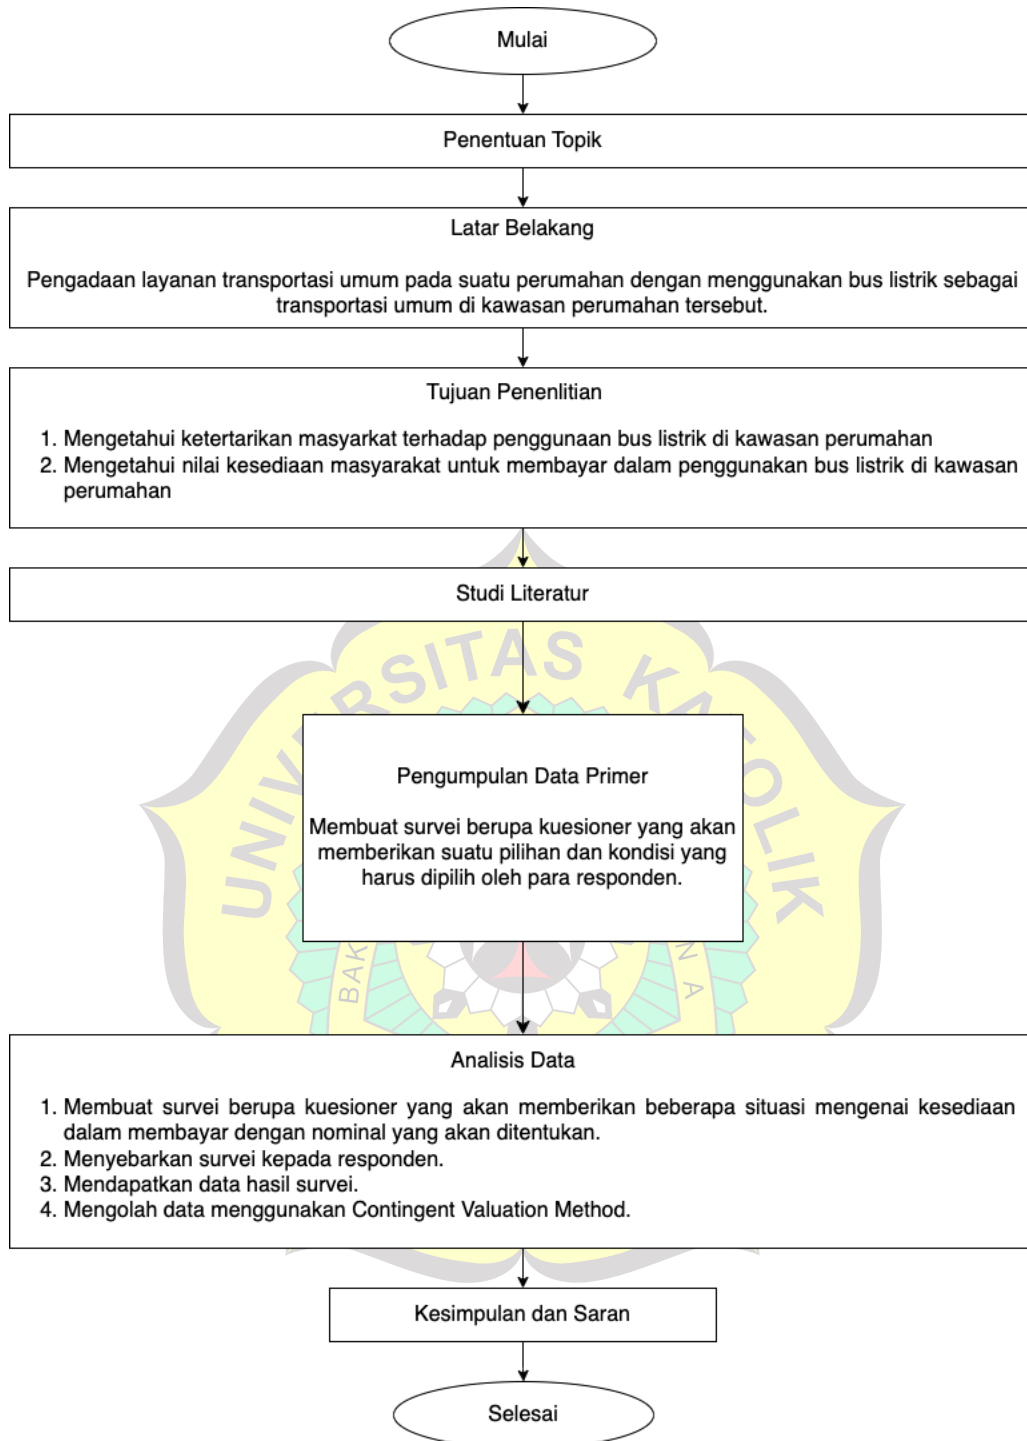 Mulai
Penentuan Topik
Latar Belakang
Pengadaan layanan transportasi umum pada suatu perumahan dengan menggunakan bus listrik sebagai
transportasi umum di kawasan perumahan tersebut.
Tujuan Penenlitian
1. Mengetahui ketertarikan masyarkat terhadap penggunaan bus listrik di kawasan perumahan
2. Mengetahui nilai kesediaan masyarakat untuk membayar dalam penggunakan bus listrik di kawasan
perumahan
Studi Literatur
UNIVERSITAS KATOLIK
Pengumpulan Data Primer
Membuat survei berupa kuesioner yang akan
memberikan suatu pilihan dan kondisi yang
harus dipilih oleh para responden.
Analisis Data
1. Membuat survei berupa kuesioner yang akan memberikan beberapa situasi mengenai kesediaan
dalam membayar dengan nominal yang akan ditentukan.
2. Menyebarkan survei kepada responden.
3. Mendapatkan data hasil survei.
4. Mengolah data menggunakan Contingent Valuation Method.
Kesimpulan dan Saran
Selesai